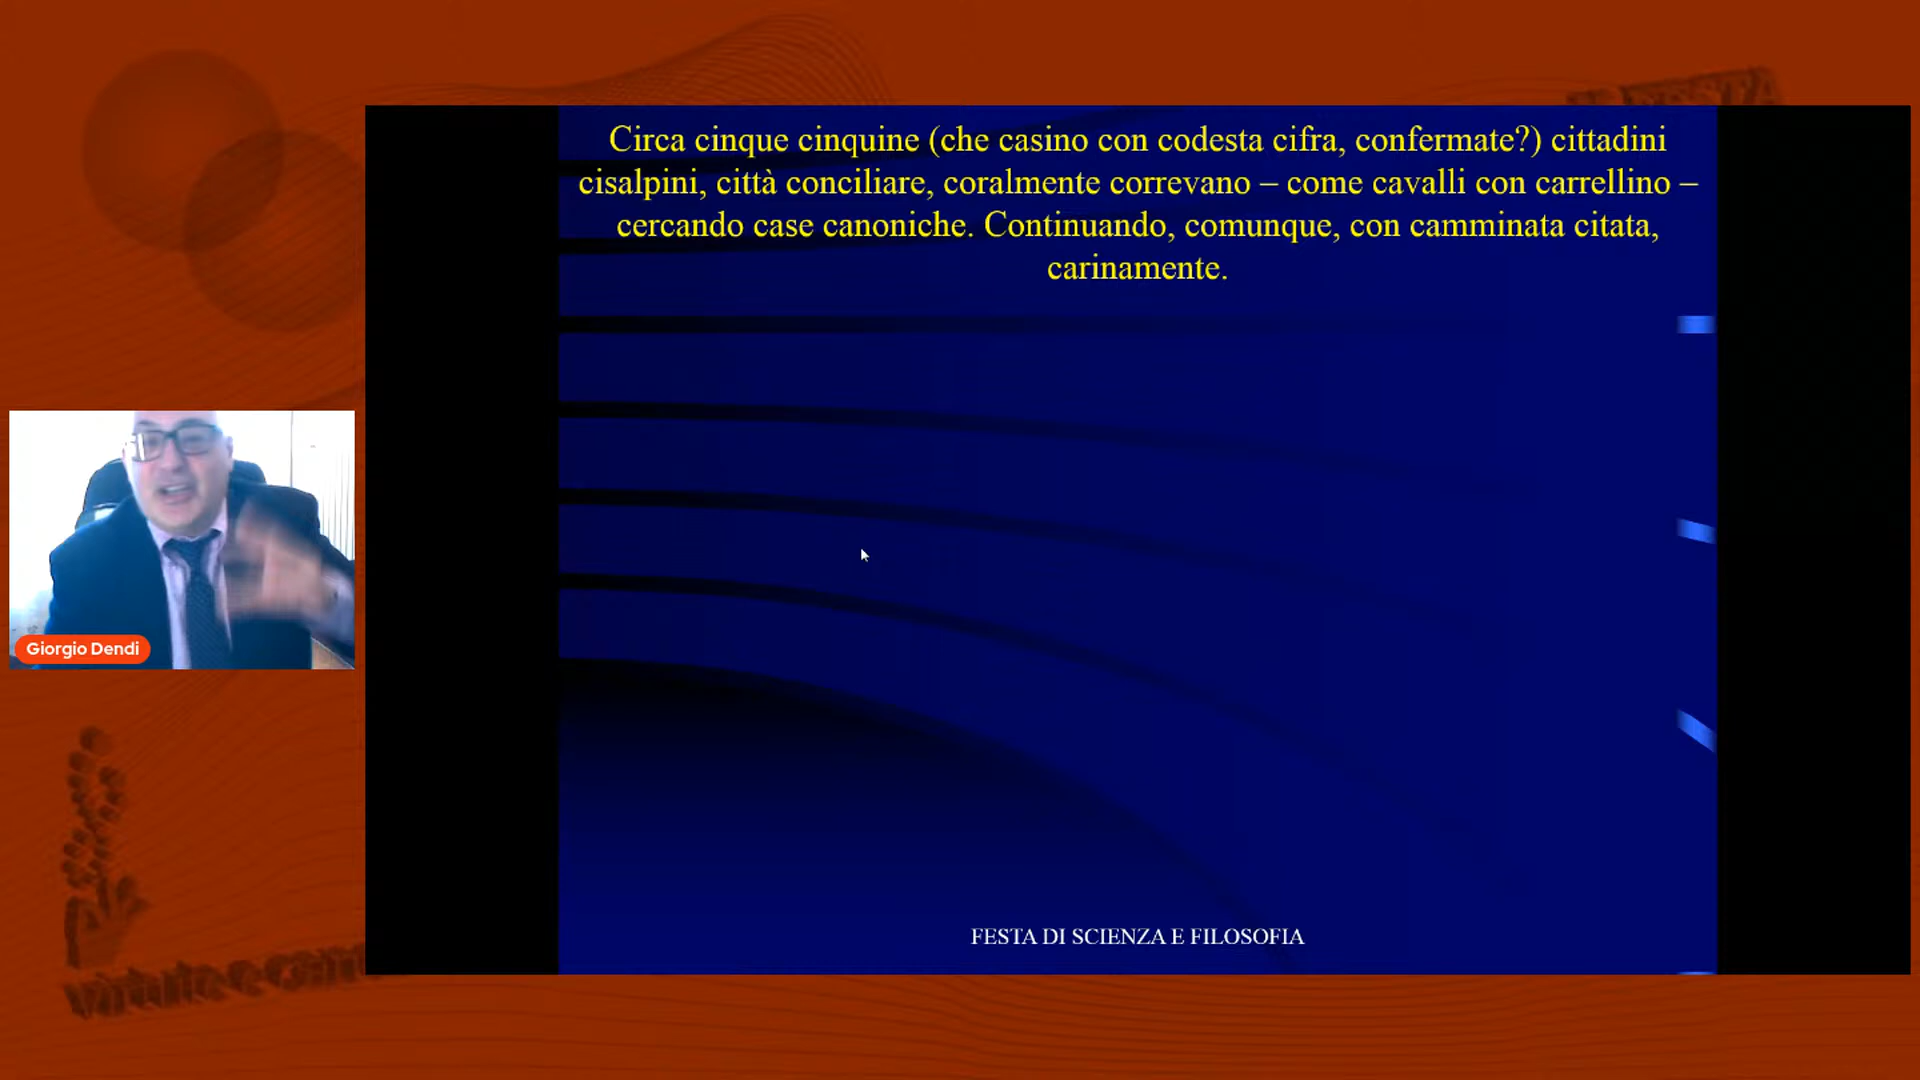 Circa cinque cinquine (che casino con codesta cifra, confermate?) cittadini
cisalpini, città conciliare, coralmente correvano – come cavalli con carrellino –
cercando case canoniche. Continuando, comunque, con camminata citata,
carinamente.
Giorgio Dendi
FESTA DI SCIENZA E FILOSOFIA